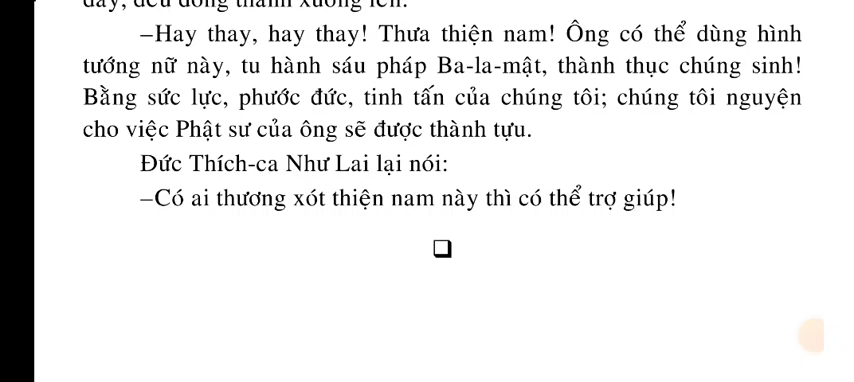 –Hay thay, hay thay! Thưa thiện nam! Ông có thể dùng hình
tướng nữ này, tu hành sáu pháp Ba-la-mật, thành thục chúng sinh!
Bằng sức lực, phước đức, tinh tấn của chúng tôi; chúng tôi nguyện
cho việc Phật sư của ông sẽ được thành tựu.
Đức Thích-ca Như Lai lại nói:
–Có ai thương xót thiện nam này thì có thể trợ giúp!